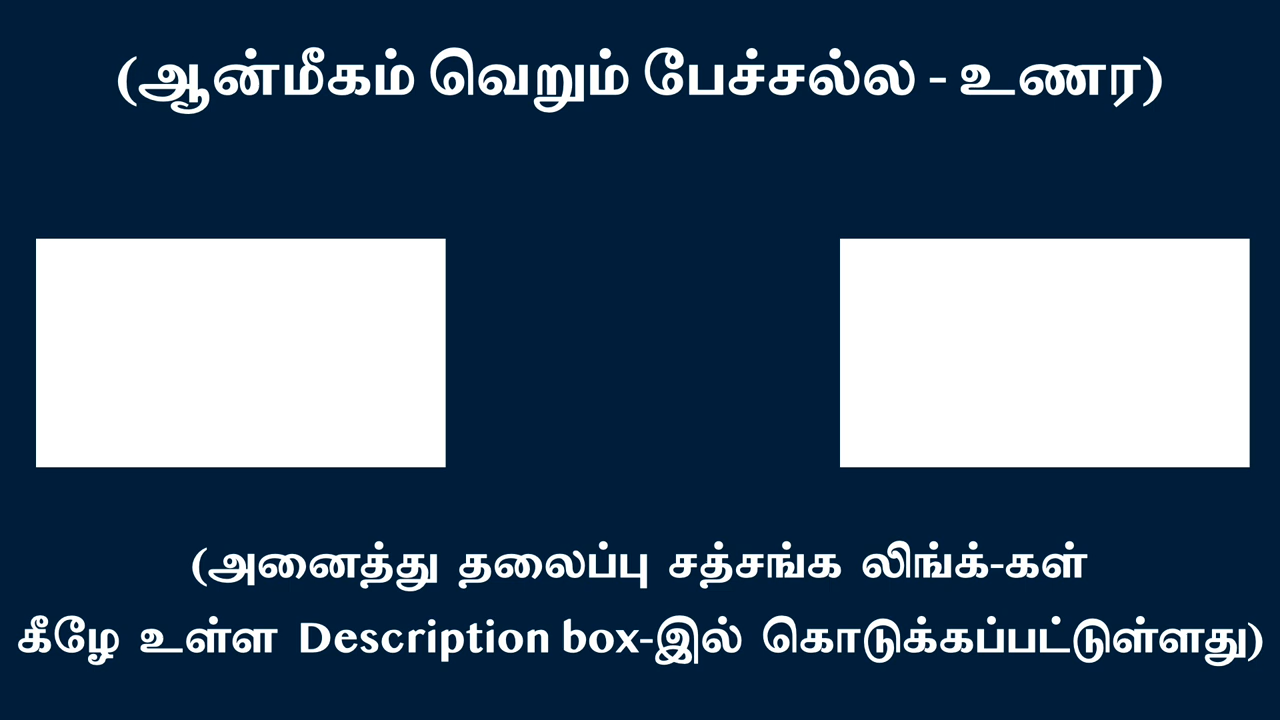 (ஆன்மீகம் வெறும் பேச்சல்ல - உணர)
(அனைத்து தலைப்பு சத்சங்க லிங்க்-கள்
கீழே உள்ள Description box-இல் கொடுக்கப்பட்டுள்ளது)